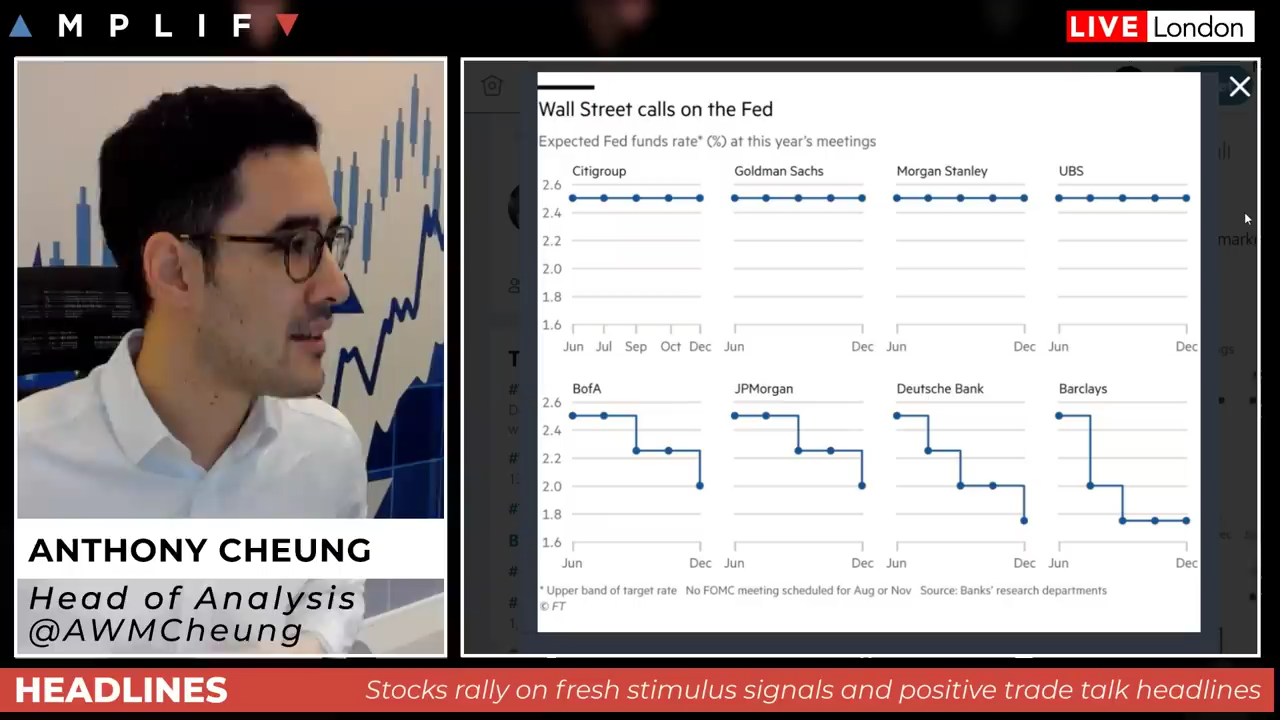 MPLIF
LIVE London
Wall Street calls on the Fed
Expected Fed funds rate* (%) at this year's meetings
Citigroup
Goldman Sachs
Morgan Stanley
UBS
2.6
2.4
2.2
2.0
1.8
1.6
Jun Jul Sep Oct Dec
Jun Dec
Jun Dec
Jun Dec
BofA
JPMorgan
Deutsche Bank
Barclays
2.6
2.4
2.2
2.0
1.8
1.6
Jun Dec
Jun Dec
Jun Dec
Jun Dec
* Upper band of target rate No FOMC meeting scheduled for Aug or Nov Source: Banks' research departments
© FT
ANTHONY CHEUNG
Head of Analysis
@AWMCheung
HEADLINES
Stocks rally on fresh stimulus signals and positive trade talk headlines